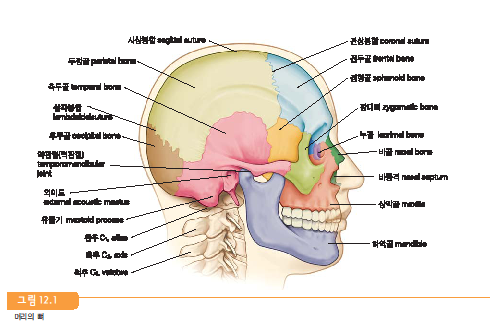 시상봉합 sagittal suture
두정골 parietal bone
측두골 temporal bone
시옷봉합
lambdoid suture
후두골 occipital bone
악관절(턱관절)
temporomandibular
joint
외이도
external acoustic meatus
유돌기 mastoid process
환추 C₁, atlas
축추 C₂, axis
척추 C₃, vertebra
관상봉합 coronal suture
전두골 frontal bone
접형골 sphenoid bone
광대뼈 zygomatic bone
누골 lacrimal bone
비골 nasal bone
비중격 nasal septum
상악골 maxilla
하악골 mandible
그림 12.1
머리의 뼈